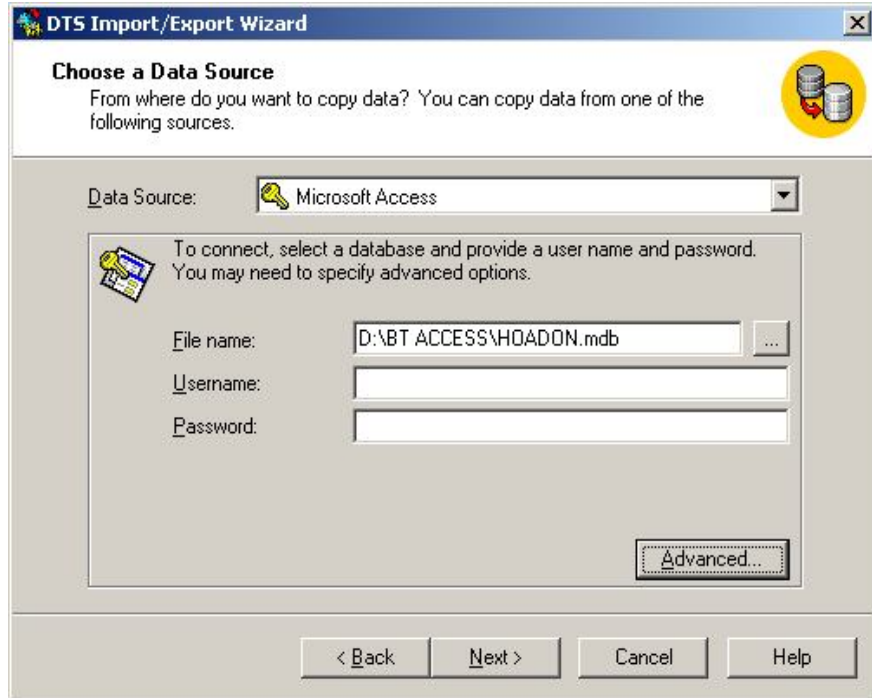 DTS Import/Export Wizard
Choose a Data Source
From where do you want to copy data? You can copy data from one of the
following sources.
Data Source: Microsoft Access
To connect, select a database and provide a user name and password.
You may need to specify advanced options.
File name: D:\BT ACCESS\HOADON.mdb ...
Username:
Password:
Advanced...
< Back Next > Cancel Help